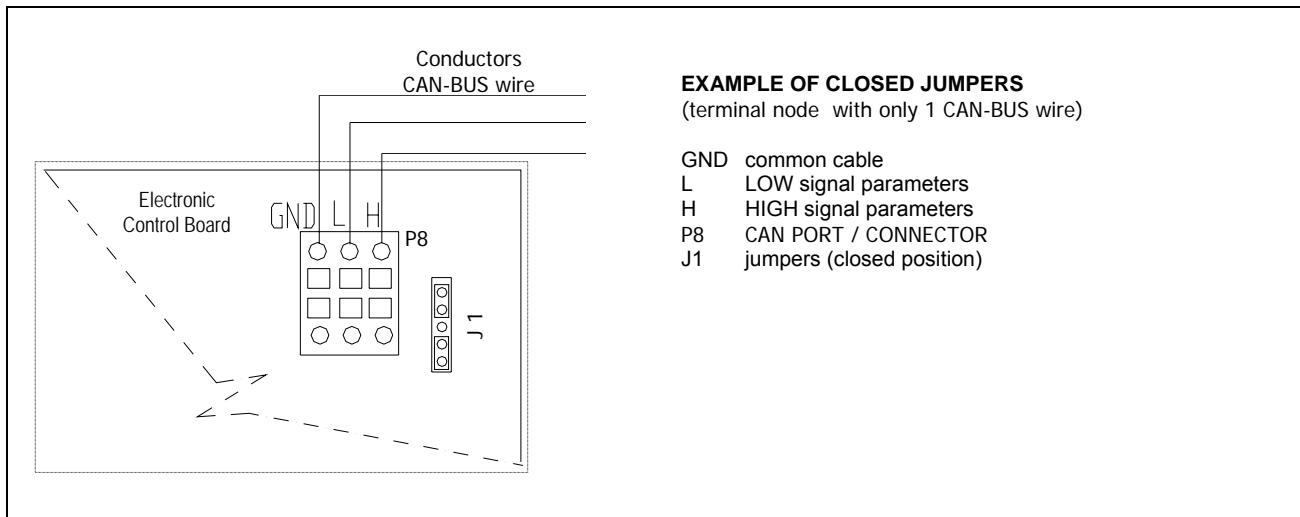 Conductors
CAN-BUS wire
Electronic
Control Board
GND L H
P8
J 1
EXAMPLE OF CLOSED JUMPERS
(terminal node with only 1 CAN-BUS wire)
GND common cable
L LOW signal parameters
H HIGH signal parameters
P8 CAN PORT / CONNECTOR
J1 jumpers (closed position)